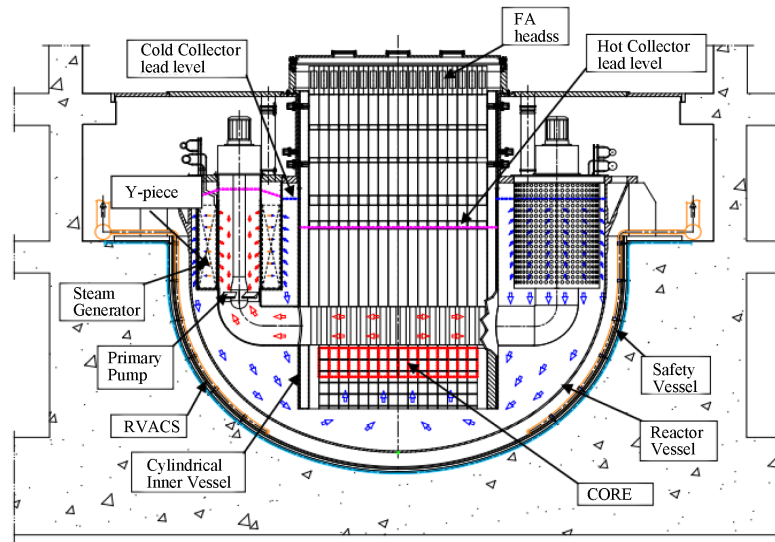 FA
headss
Cold Collector
lead level
Hot Collector
lead level
Y-piece
Steam
Generator
Primary
Pump
RVACS
Cylindrical
Inner Vessel
CORE
Safety
Vessel
Reactor
Vessel